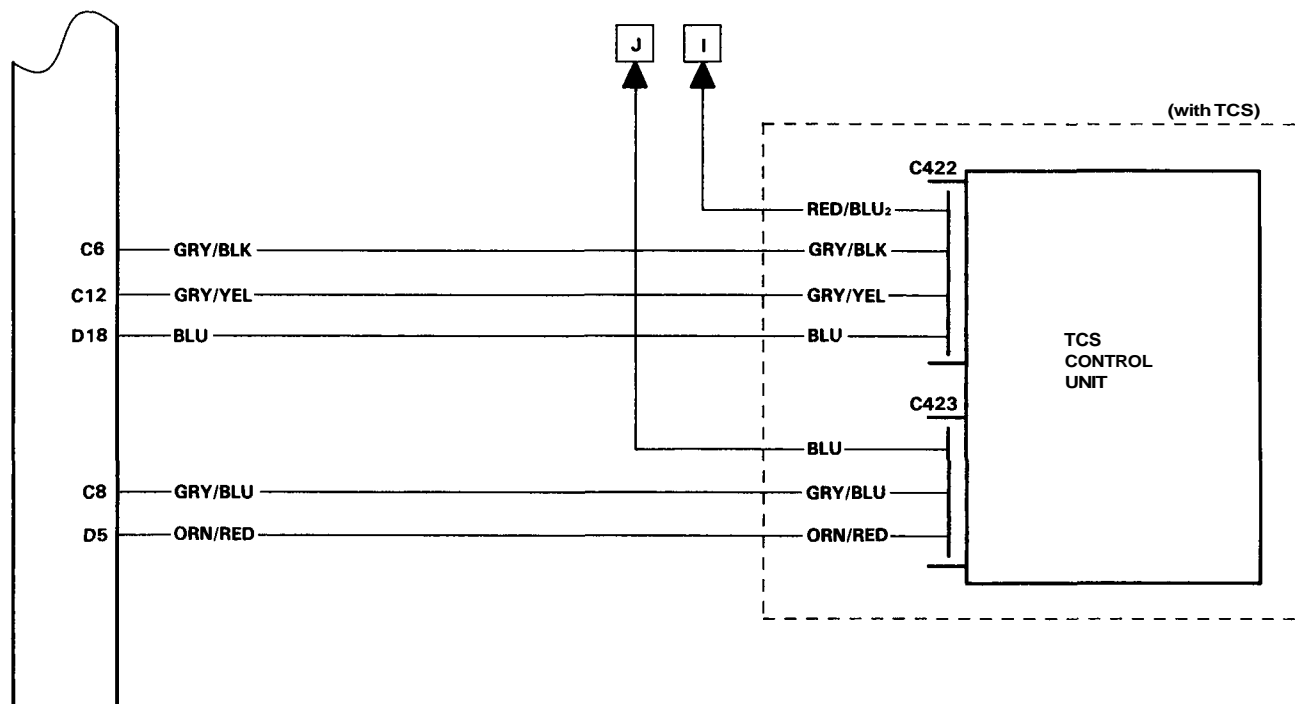 J I
(with TCS)
C422
RED/BLU₂
C6 GRY/BLK GRY/BLK
C12 GRY/YEL GRY/YEL
D18 BLU BLU
TCS
CONTROL
UNIT
C423
BLU
C8 GRY/BLU GRY/BLU
D5 ORN/RED ORN/RED